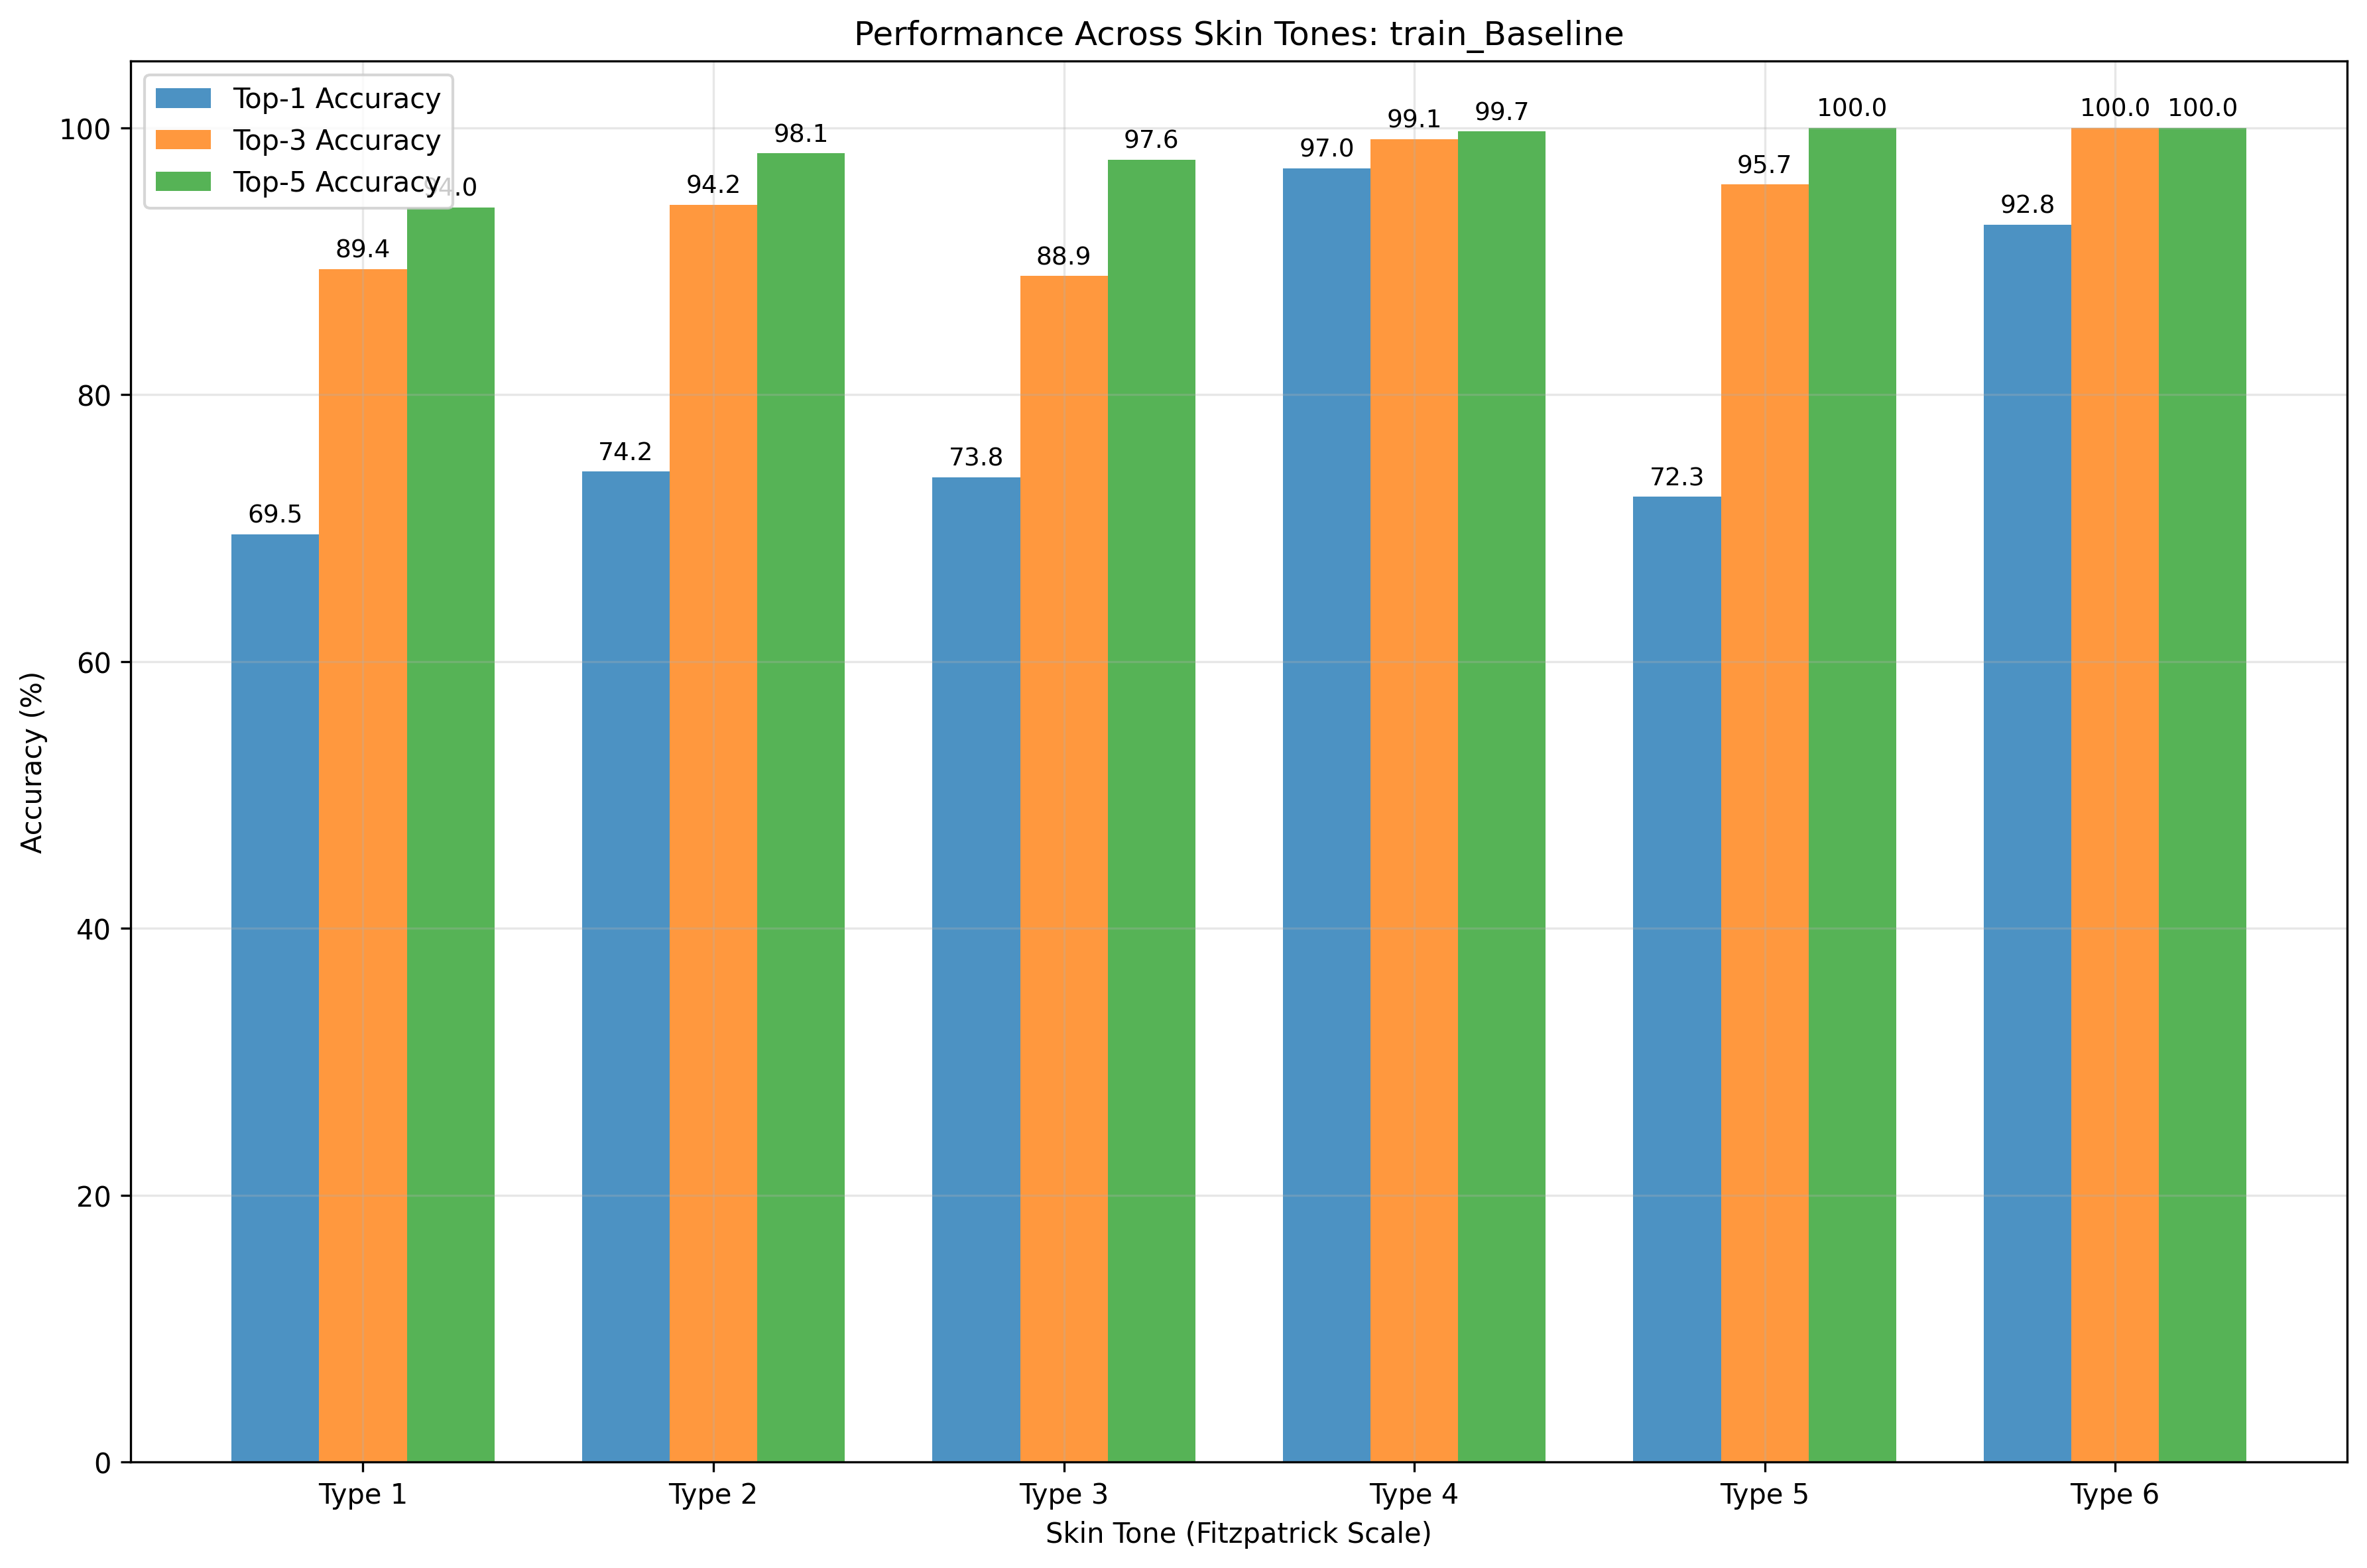 Performance Across Skin Tones: train_Baseline
Top-1 Accuracy
Top-3 Accuracy
Top-5 Accuracy
100
80
60
40
20
0
Accuracy (%)
69.5
89.4
94.0
74.2
94.2
98.1
73.8
88.9
97.6
97.0
99.1
99.7
72.3
95.7
100.0
92.8
100.0
100.0
Type 1
Type 2
Type 3
Type 4
Type 5
Type 6
Skin Tone (Fitzpatrick Scale)